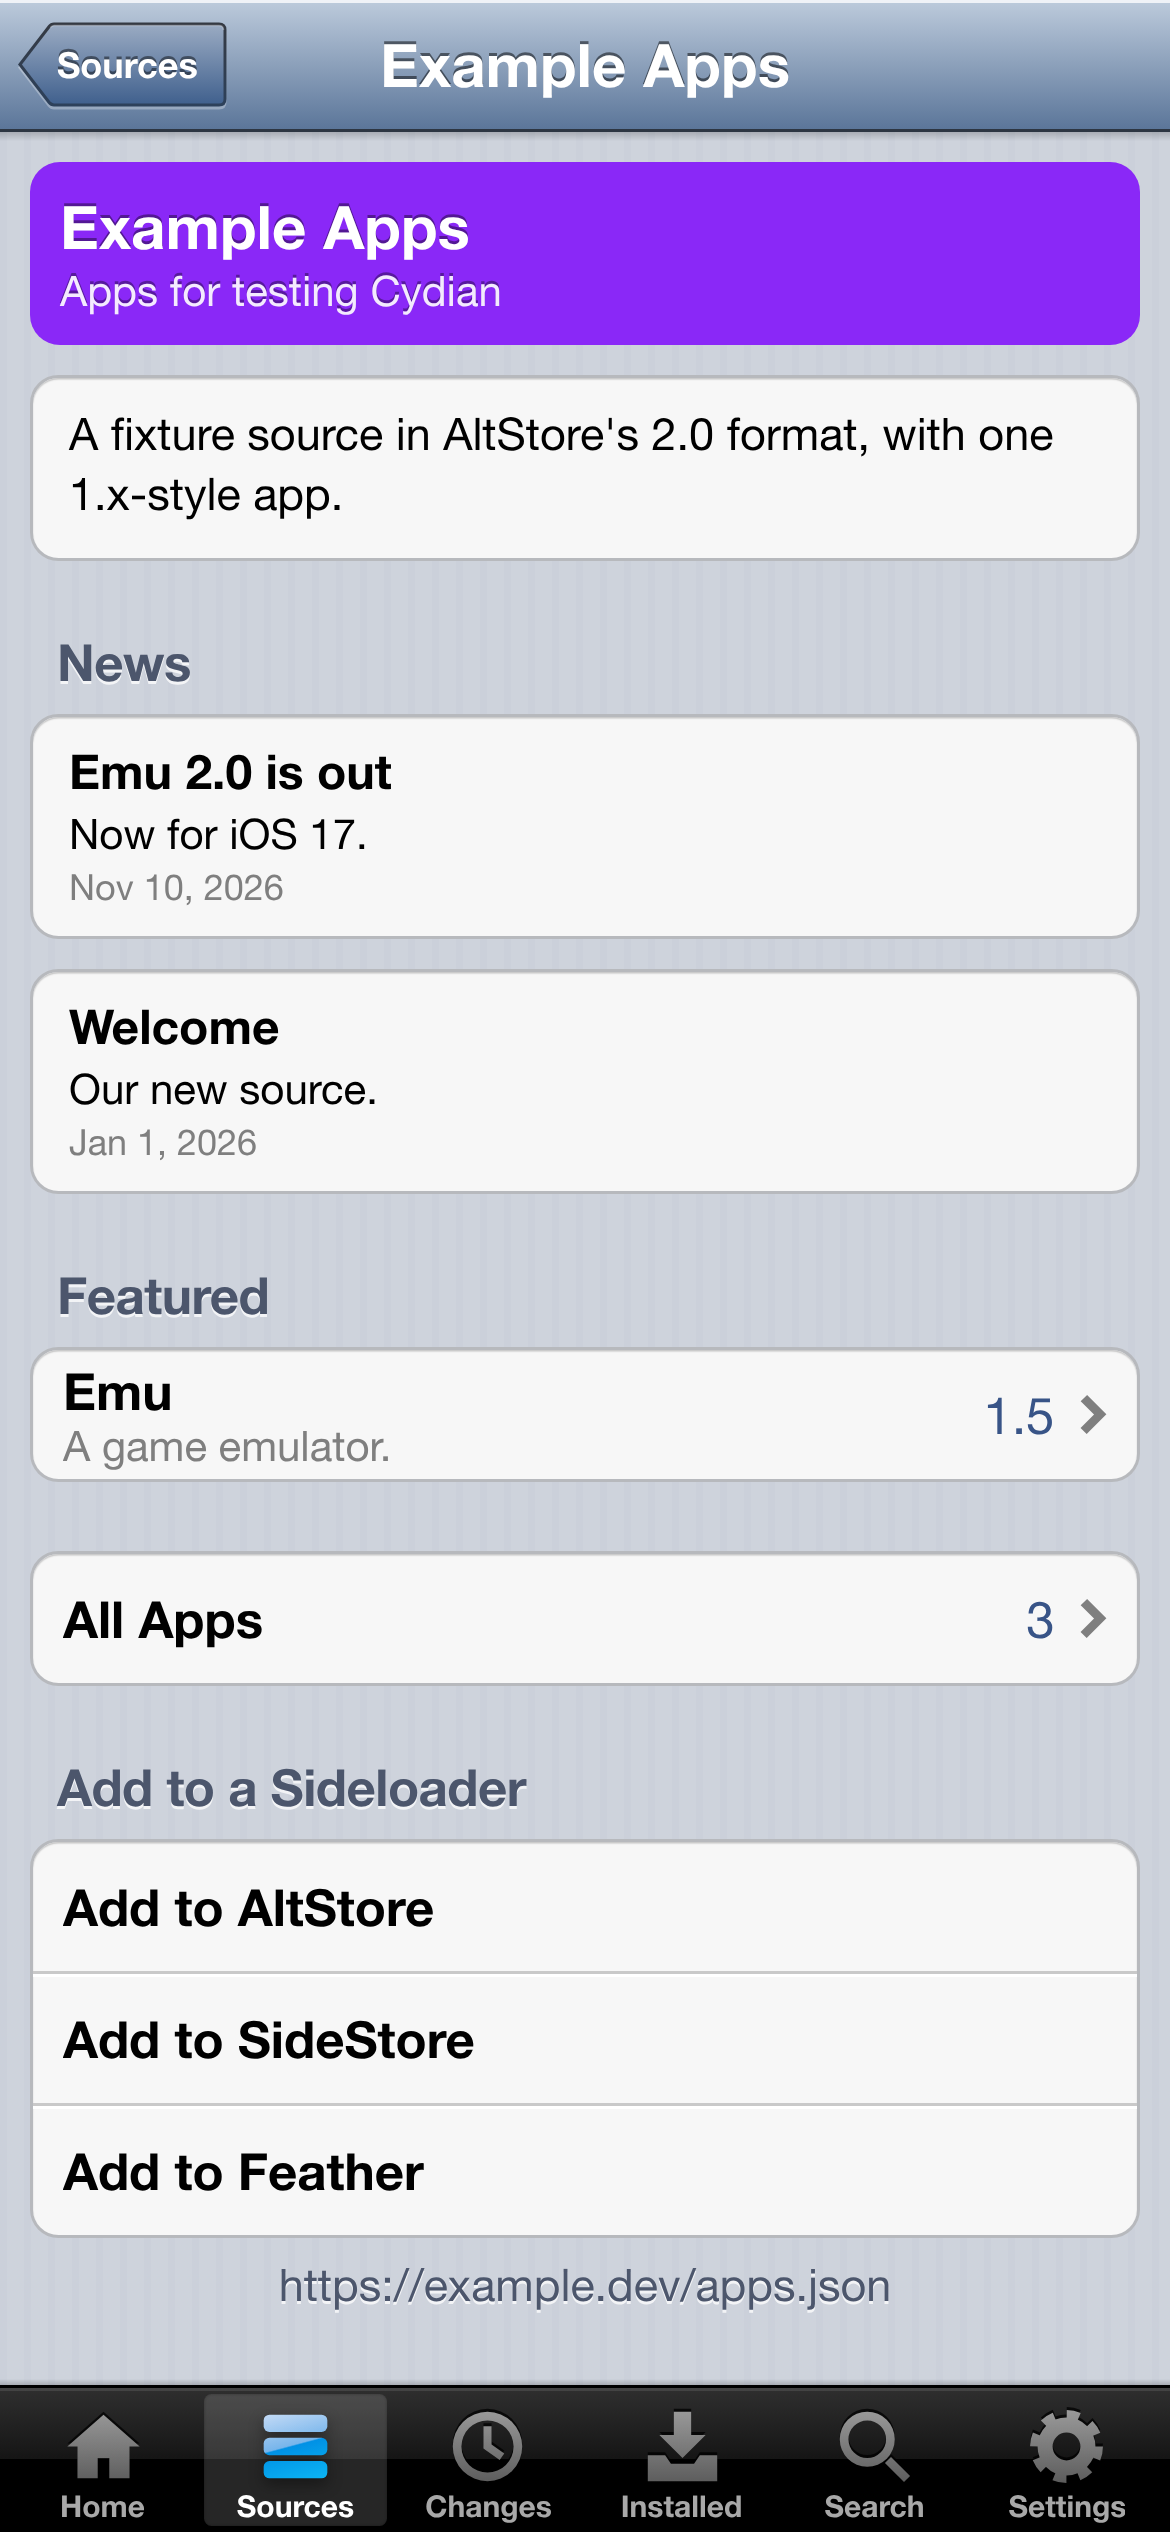 Sources
Example Apps
Example Apps
Apps for testing Cydian
A fixture source in AltStore's 2.0 format, with one
1.x-style app.
News
Emu 2.0 is out
Now for iOS 17.
Nov 10, 2026
Welcome
Our new source.
Jan 1, 2026
Featured
Emu
A game emulator.
1.5
All Apps
3
Add to a Sideloader
Add to AltStore
Add to SideStore
Add to Feather
https://example.dev/apps.json
Home
Sources
Changes
Installed
Search
Settings